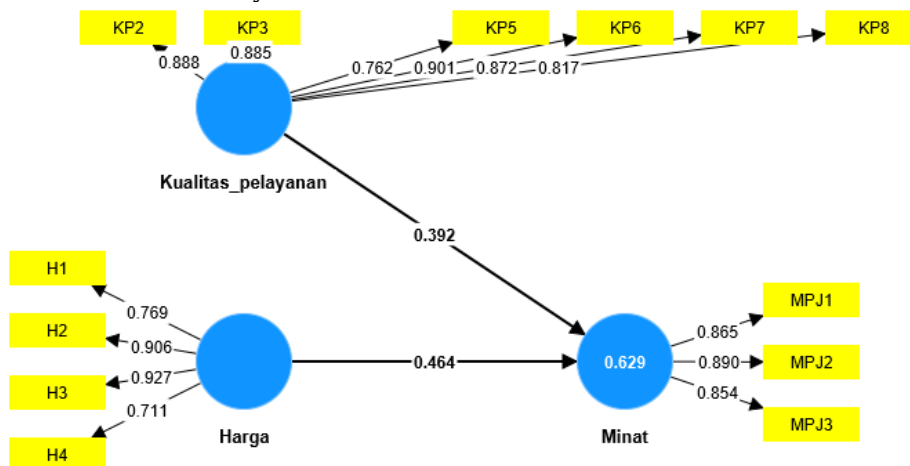 KP2
KP3
KP5
KP6
KP7
KP8
0.888
0.885
0.762
0.901
0.872
0.817
Kualitas_pelayanan
0.392
H1
H2
H3
H4
0.769
0.906
0.927
0.711
Harga
0.464
0.629
Minat
0.865
0.890
0.854
MPJ1
MPJ2
MPJ3